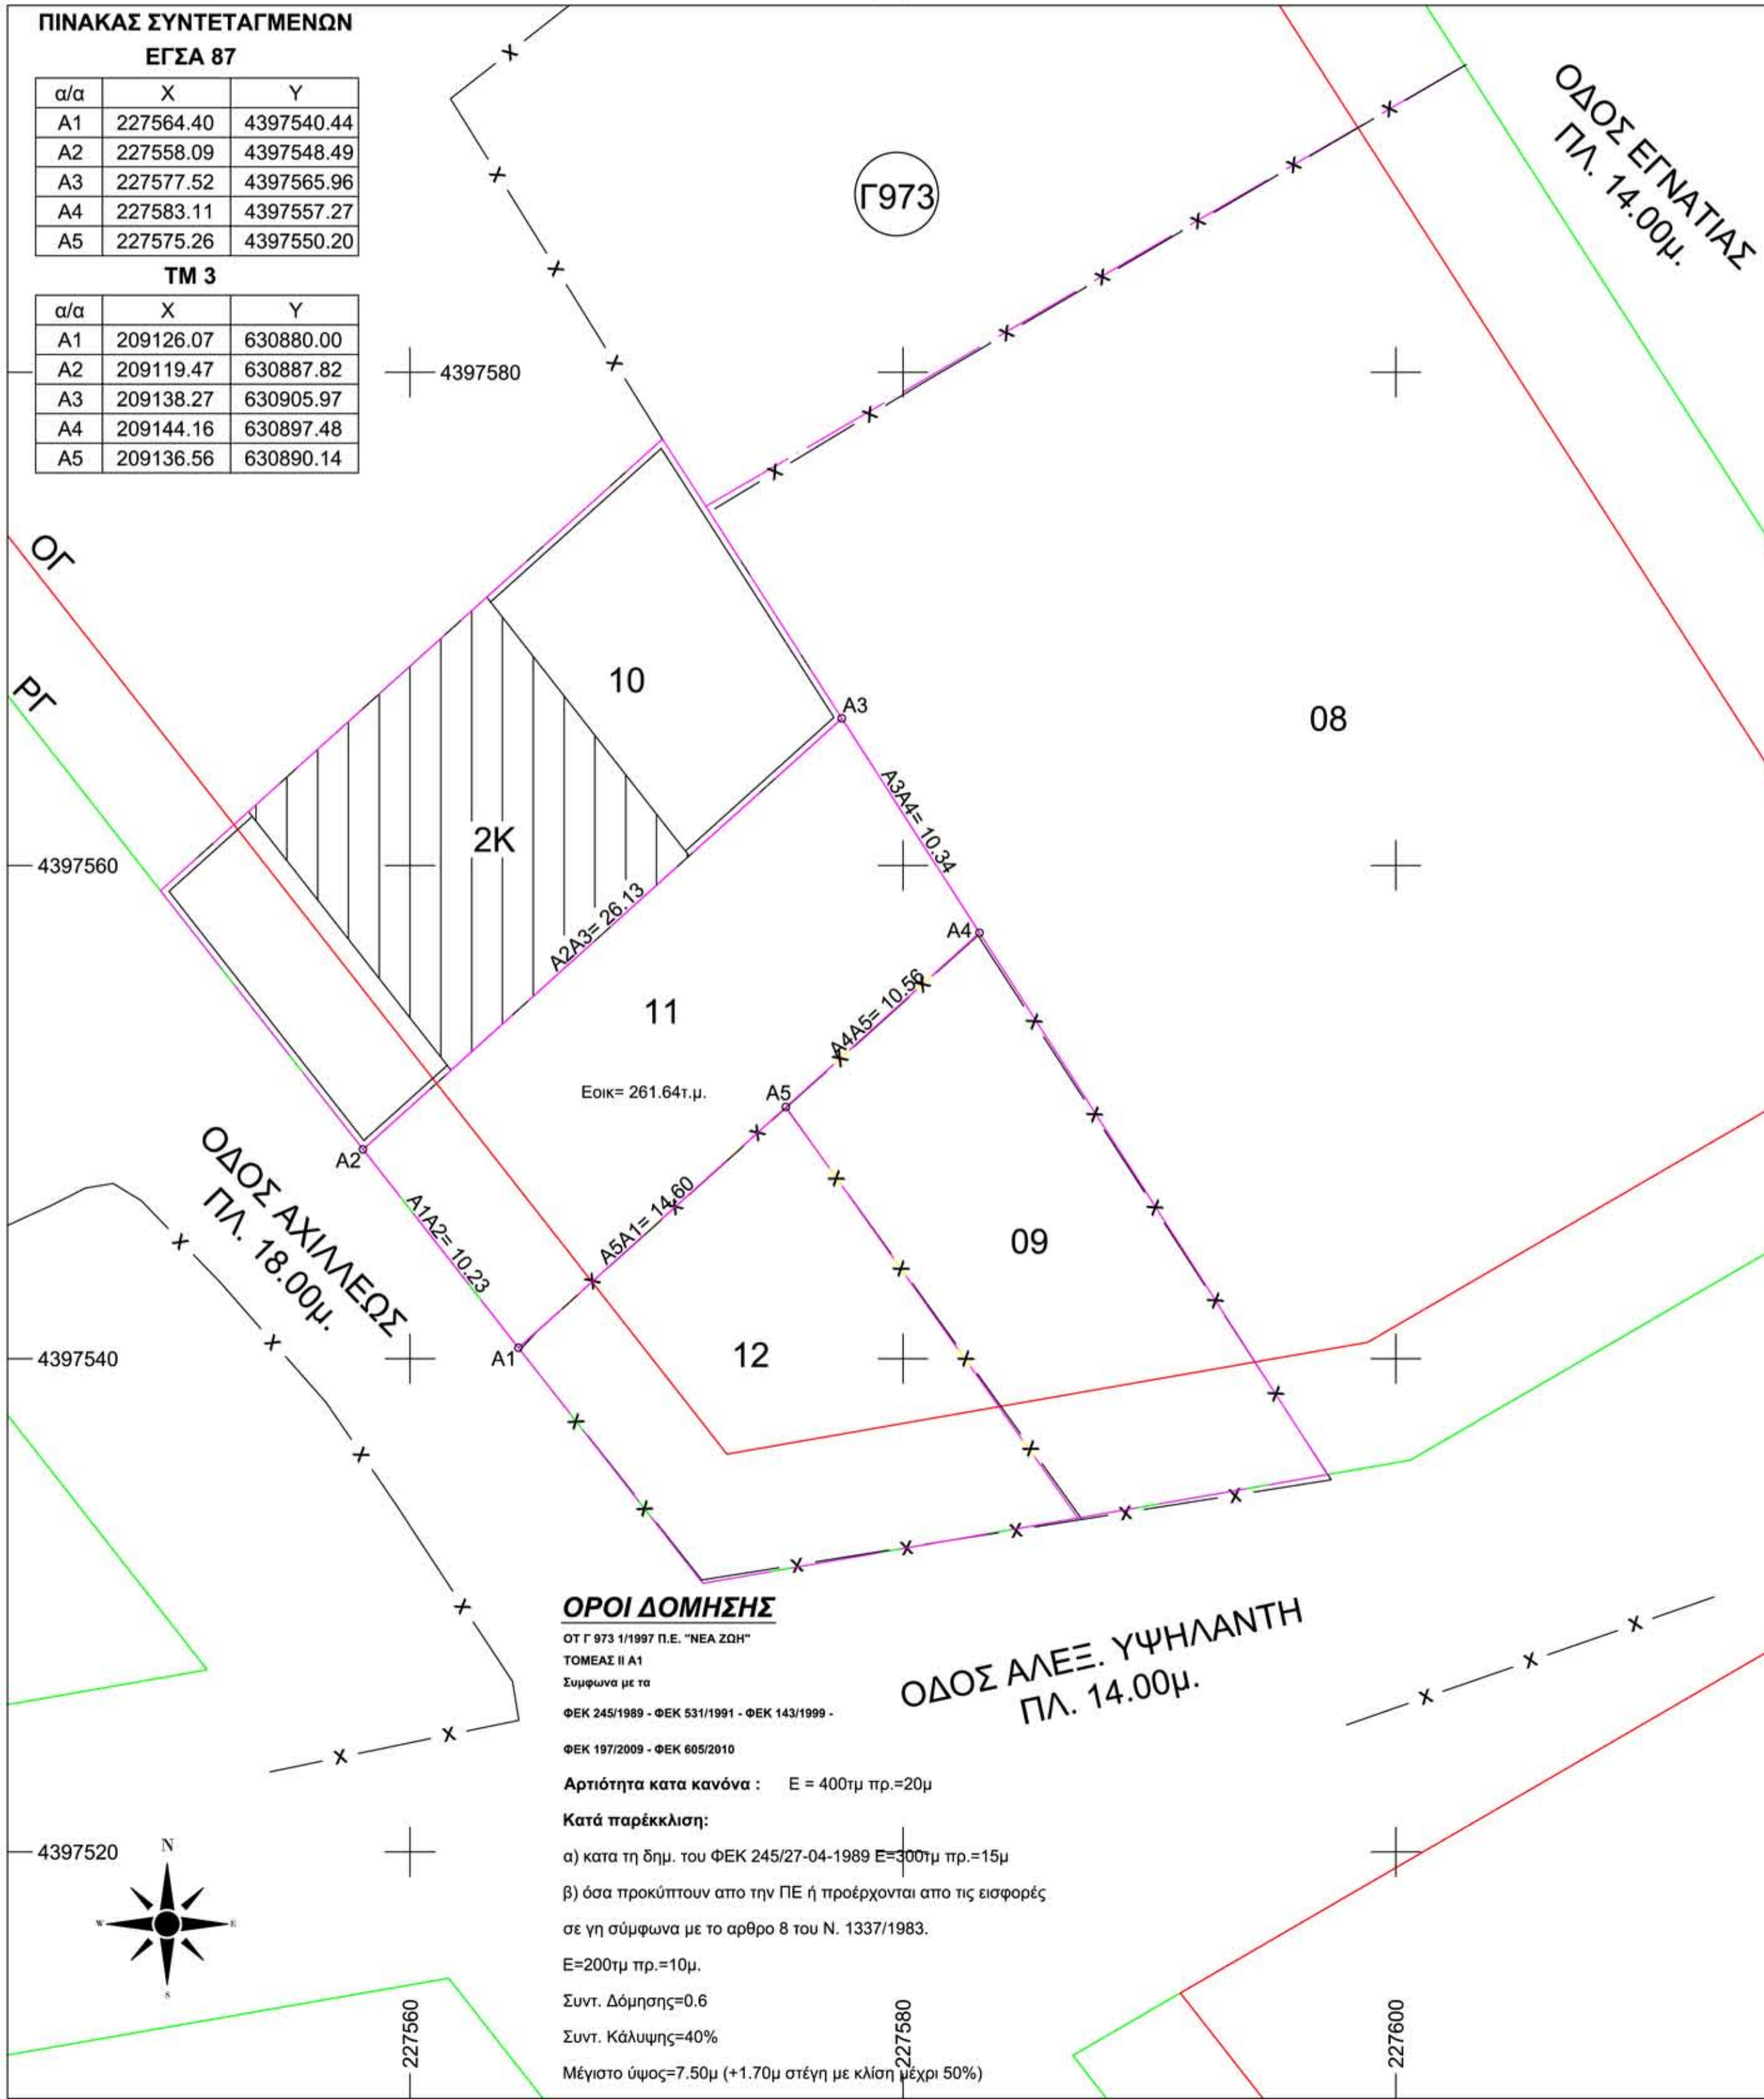 ΠΙΝΑΚΑΣ ΣΥΝΤΕΤΑΓΜΕΝΩΝ
ΕΓΣΑ 87
α/α X Y
A1 227564.40 4397540.44
A2 227558.09 4397548.49
A3 227577.52 4397565.96
A4 227583.11 4397557.27
A5 227575.26 4397550.20
TM 3
α/α X Y
A1 209126.07 630880.00
A2 209119.47 630887.82
A3 209138.27 630905.97
A4 209144.16 630897.48
A5 209136.56 630890.14
Γ973
ΟΔΟΣ ΕΓΝΑΤΙΑΣ
ΠΛ. 14.00μ.
4397580
ΟΓ
ΡΓ
10
A3
08
A3A4= 10.34
2Κ
4397560
A2A3= 26.13
A4
11
A4A5= 10.56
Εοικ= 261.64τ.μ.
A5
A2
ΟΔΟΣ ΑΧΙΛΛΕΩΣ
ΠΛ. 18.00μ.
A1A2= 10.23
A5A1= 14.60
09
12
A1
4397540
ΟΡΟΙ ΔΟΜΗΣΗΣ
ΟΤ Γ 973 1/1997 Π.Ε. "ΝΕΑ ΖΩΗ"
ΤΟΜΕΑΣ ΙΙ Α1
Συμφωνα με τα
ΦΕΚ 245/1989 - ΦΕΚ 531/1991 - ΦΕΚ 143/1999 -
ΦΕΚ 197/2009 - ΦΕΚ 605/2010
ΟΔΟΣ ΑΛΕΞ. ΥΨΗΛΑΝΤΗ
ΠΛ. 14.00μ.
Αρτιότητα κατα κανόνα : Ε = 400τμ πρ.=20μ
Κατά παρέκκλιση:
α) κατα τη δημ. του ΦΕΚ 245/27-04-1989 Ε=300τμ πρ.=15μ
β) όσα προκύπτουν απο την ΠΕ ή προέρχονται απο τις εισφορές
σε γη σύμφωνα με το αρθρο 8 του Ν. 1337/1983.
Ε=200τμ πρ.=10μ.
Συντ. Δόμησης=0.6
Συντ. Κάλυψης=40%
Μέγιστο ύψος=7.50μ (+1.70μ στέγη με κλίση μέχρι 50%)
4397520
N
W
E
S
227560
227580
227600